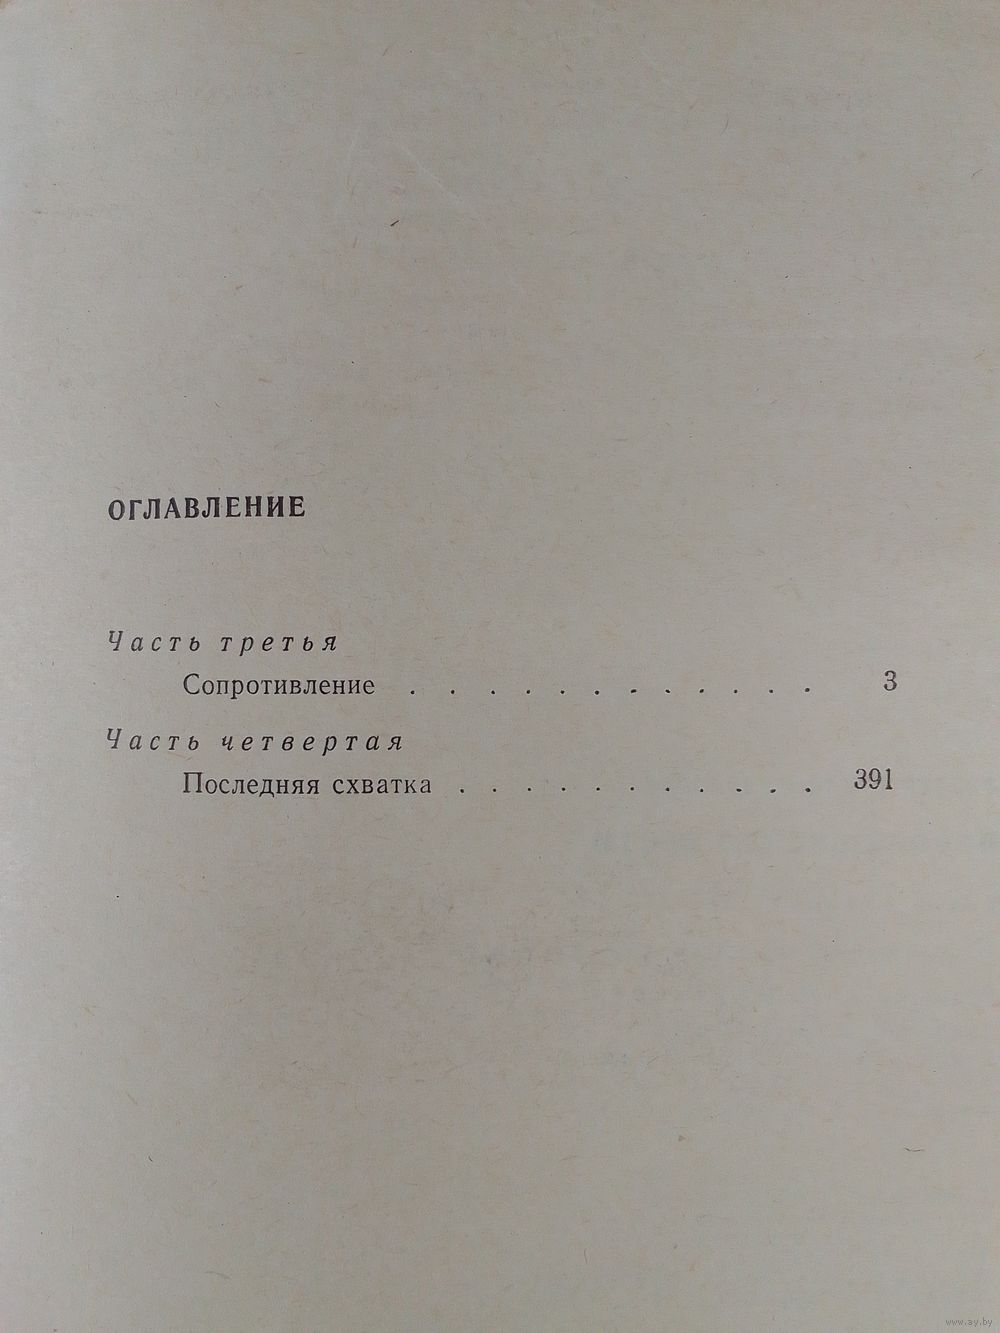 ОГЛАВЛЕНИЕ
Часть третья
Сопротивление . . . . . . . . . . . . 3
Часть четвертая
Последняя схватка . . . . . . . . . . . 391
www.ay.by